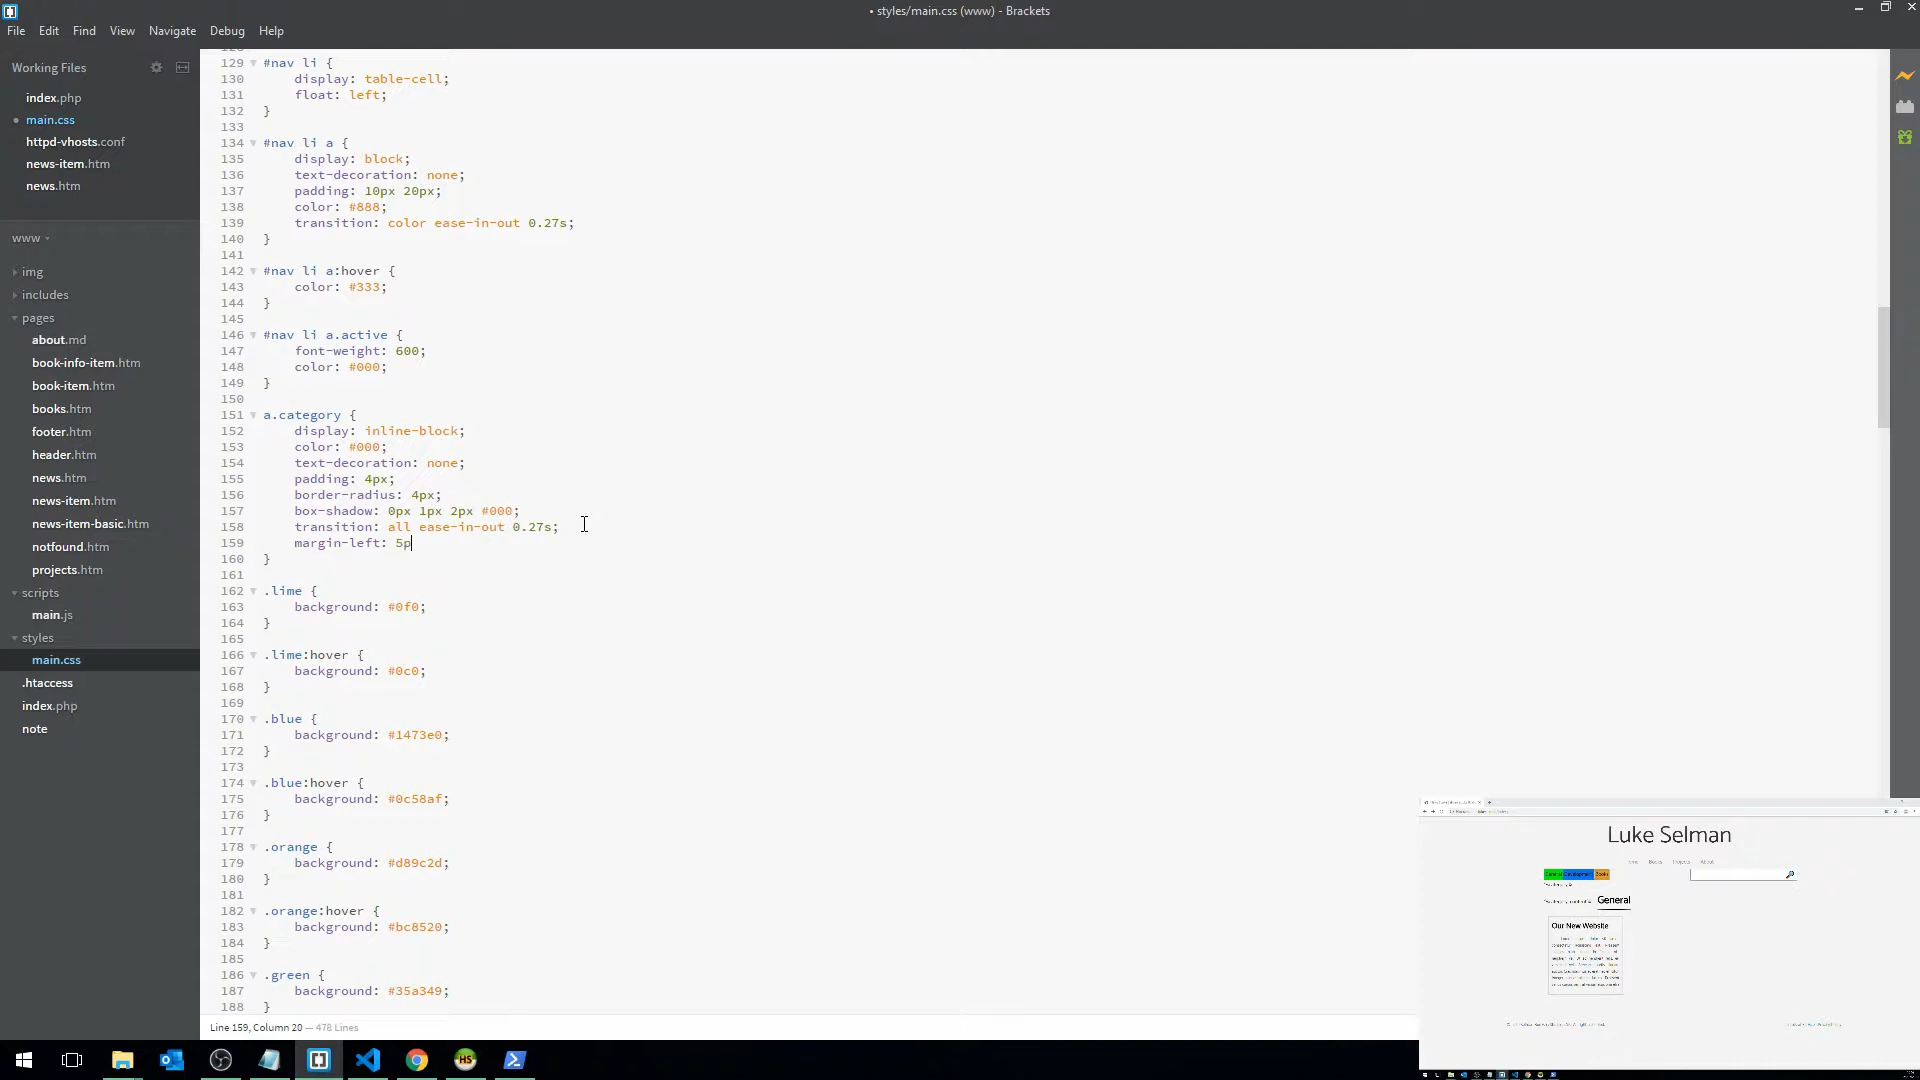 • styles/main.css (www) - Brackets
File Edit Find View Navigate Debug Help
Working Files
index.php
main.css
httpd-vhosts.conf
news-item.htm
news.htm
www
img
includes
pages
about.md
book-info-item.htm
book-item.htm
books.htm
footer.htm
header.htm
news.htm
news-item.htm
news-item-basic.htm
notfound.htm
projects.htm
scripts
main.js
styles
main.css
.htaccess
index.php
note
129 #nav li {
130 display: table-cell;
131 float: left;
132 }
133
134 #nav li a {
135 display: block;
136 text-decoration: none;
137 padding: 10px 20px;
138 color: #888;
139 transition: color ease-in-out 0.27s;
140 }
141
142 #nav li a:hover {
143 color: #333;
144 }
145
146 #nav li a.active {
147 font-weight: 600;
148 color: #000;
149 }
150
151 a.category {
152 display: inline-block;
153 color: #000;
154 text-decoration: none;
155 padding: 4px;
156 border-radius: 4px;
157 box-shadow: 0px 1px 2px #000;
158 transition: all ease-in-out 0.27s;
159 margin-left: 5p
160 }
161
162 .lime {
163 background: #0f0;
164 }
165
166 .lime:hover {
167 background: #0c0;
168 }
169
170 .blue {
171 background: #1473e0;
172 }
173
174 .blue:hover {
175 background: #0c58af;
176 }
177
178 .orange {
179 background: #d89c2d;
180 }
181
182 .orange:hover {
183 background: #bc8520;
184 }
185
186 .green {
187 background: #35a349;
188 }
Line 159, Column 20 — 478 Lines
Luke Selman
Books Projects About
General Development Books
General
Our New Website
HS